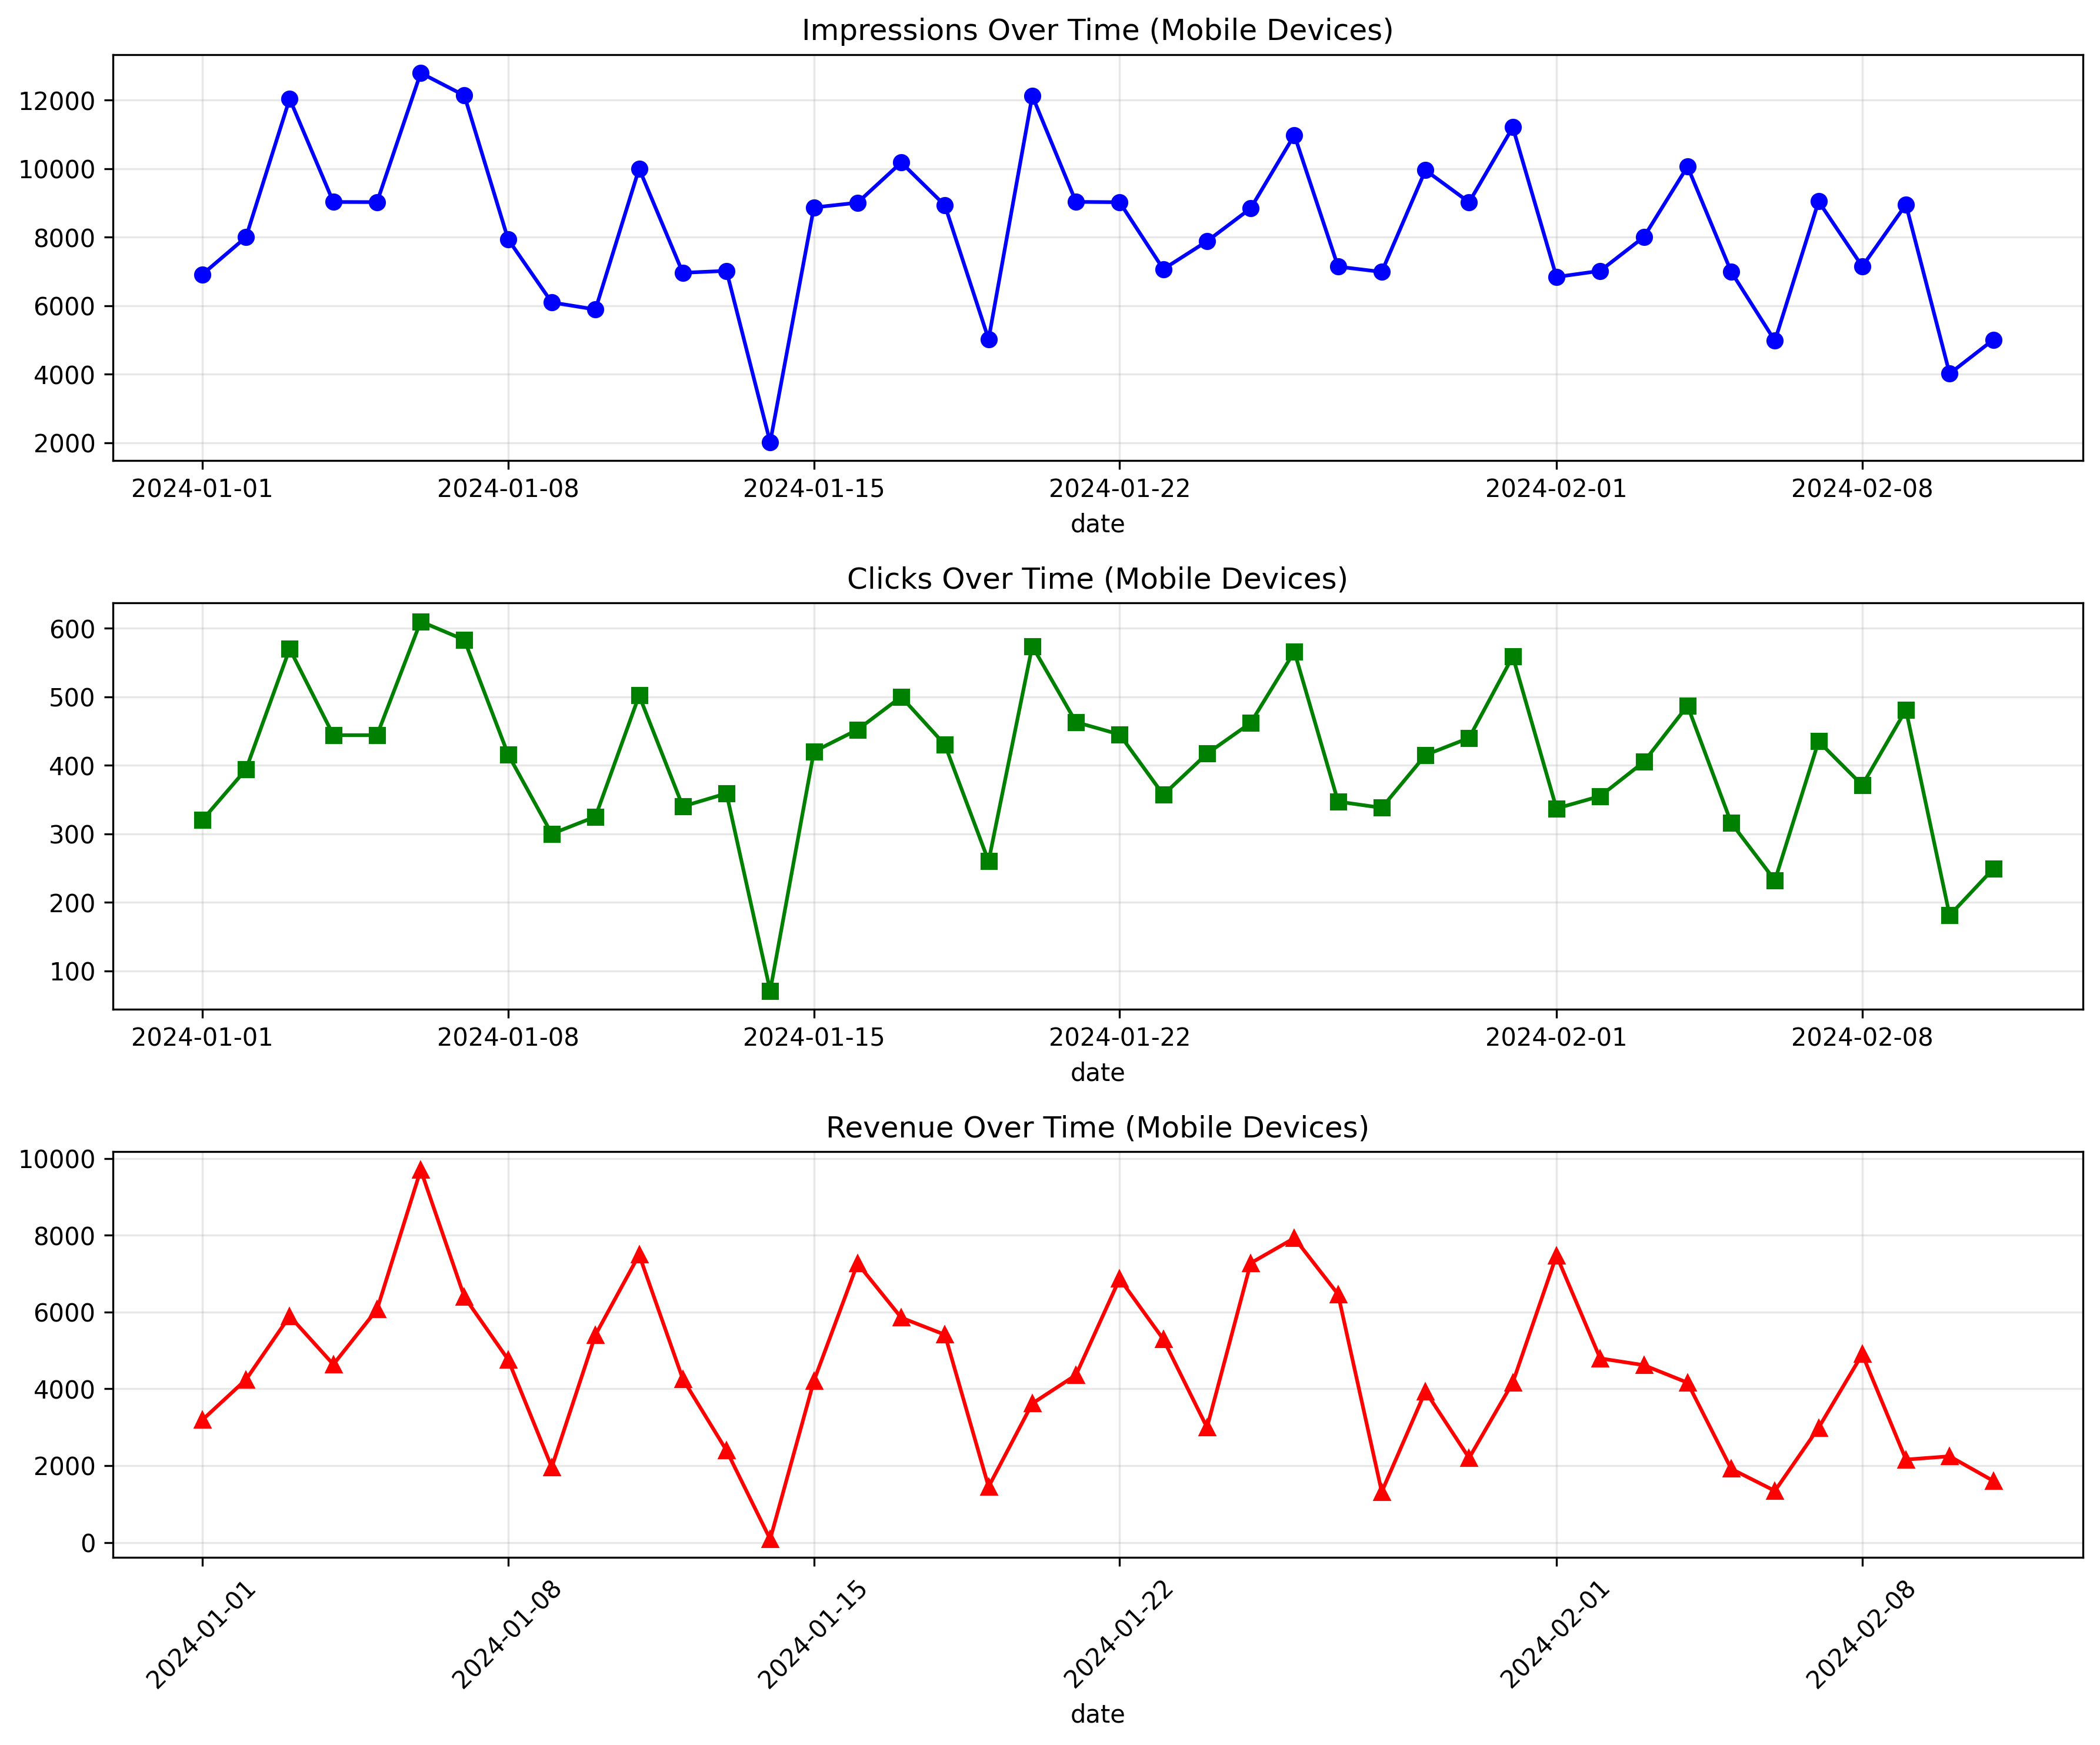 Impressions Over Time (Mobile Devices)
12000
10000
8000
6000
4000
2000
2024-01-01 2024-01-08 2024-01-15 2024-01-22 2024-02-01 2024-02-08
date
Clicks Over Time (Mobile Devices)
600
500
400
300
200
100
2024-01-01 2024-01-08 2024-01-15 2024-01-22 2024-02-01 2024-02-08
date
Revenue Over Time (Mobile Devices)
10000
8000
6000
4000
2000
0
2024-01-01 2024-01-08 2024-01-15 2024-01-22 2024-02-01 2024-02-08
date